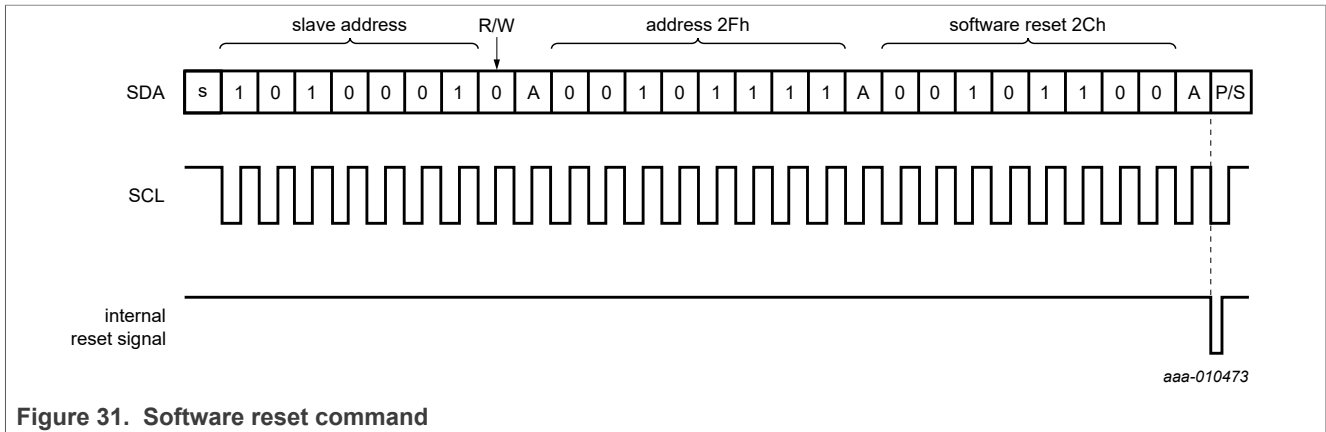 slave address R/W address 2Fh software reset 2Ch
SDA s 1 0 1 0 0 0 1 0 A 0 0 1 0 1 1 1 1 A 0 0 1 0 1 1 0 0 A P/S
SCL
internal
reset signal
aaa-010473
Figure 31. Software reset command